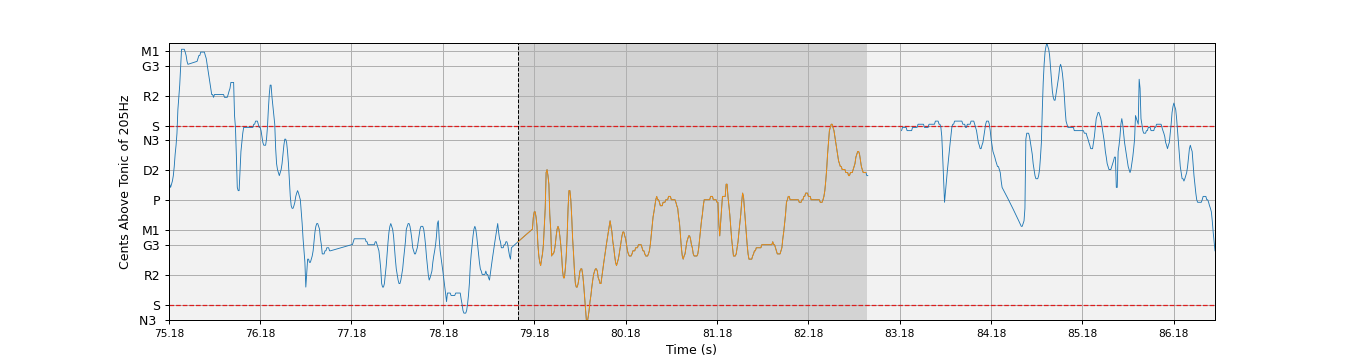 Cents Above Tonic of 205Hz
M1
G3
R2
S
N3
D2
P
M1
G3
R2
S
N3
75.18 76.18 77.18 78.18 79.18 80.18 81.18 82.18 83.18 84.18 85.18 86.18
Time (s)